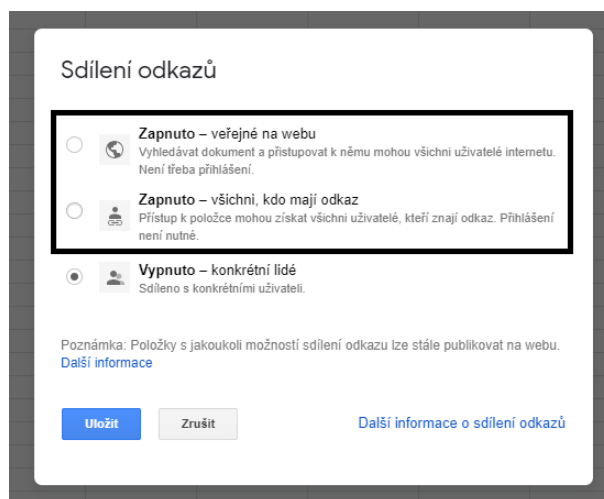 Sdílení odkazů
Zapnuto – veřejné na webu
Vyhledávat dokument a přistupovat k němu mohou všichni uživatelé internetu.
Není třeba přihlášení.
Zapnuto – všichni, kdo mají odkaz
Přístup k položce mohou získat všichni uživatelé, kteří znají odkaz. Přihlášení
není nutné.
Vypnuto – konkrétní lidé
Sdíleno s konkrétními uživateli.
Poznámka: Položky s jakoukoli možností sdílení odkazu lze stále publikovat na webu.
Další informace
Uložit Zrušit Další informace o sdílení odkazů